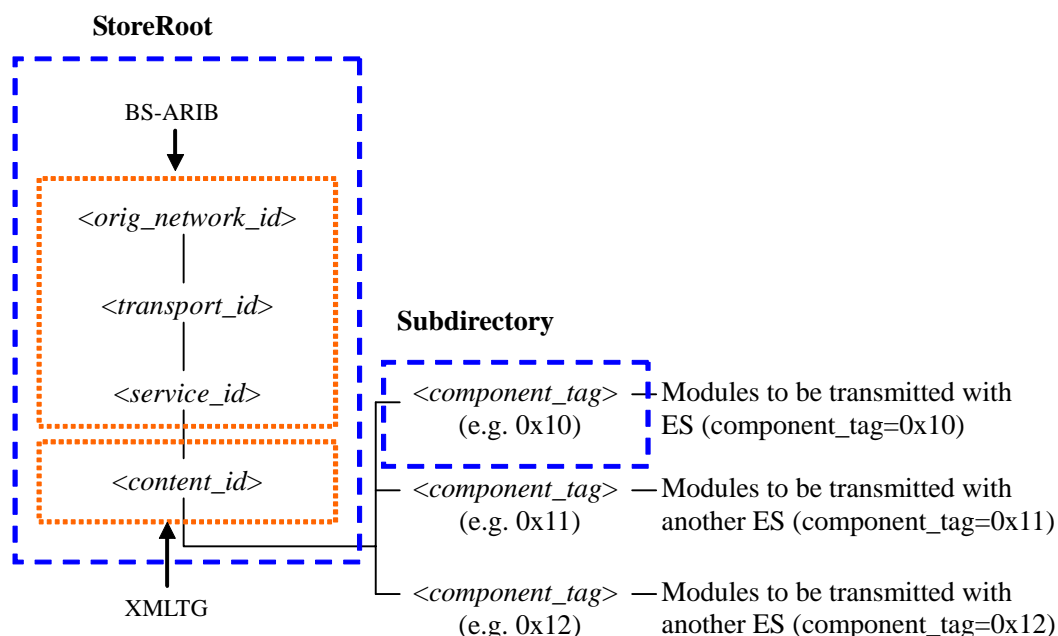 StoreRoot
BS-ARIB
<orig_network_id>
<transport_id>
<service_id>
<content_id>
XMLTG
Subdirectory
<component_tag>
(e.g. 0x10)
Modules to be transmitted with
ES (component_tag=0x10)
<component_tag>
(e.g. 0x11)
Modules to be transmitted with
another ES (component_tag=0x11)
<component_tag>
(e.g. 0x12)
Modules to be transmitted with
another ES (component_tag=0x12)